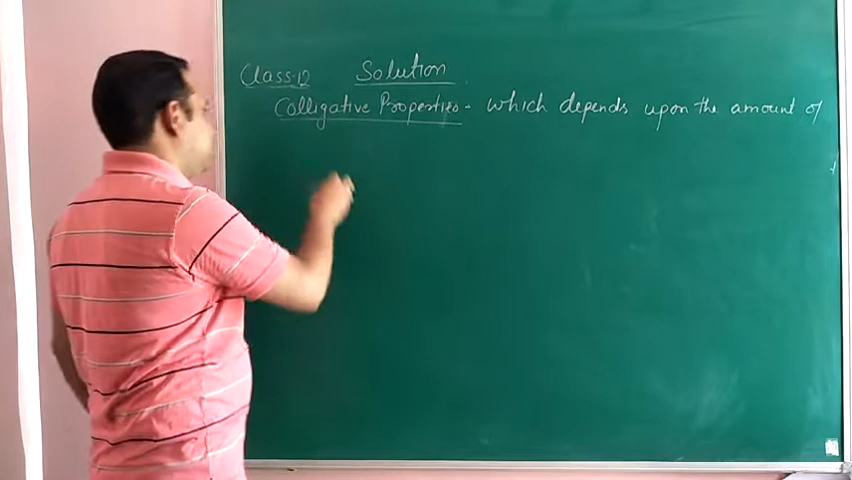 Class-12 Solution
Colligative Properties- which depends upon the amount of